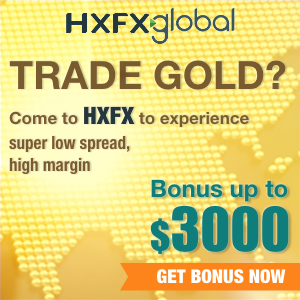 HXFXglobal
TRADE GOLD?
Come to HXFX to experience
super low spread,
high margin
Bonus up to
$3000
GET BONUS NOW